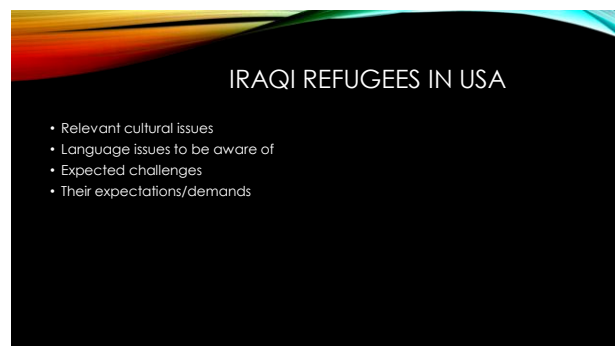 IRAQI REFUGEES IN USA
• Relevant cultural issues
• Language issues to be aware of
• Expected challenges
• Their expectations/demands